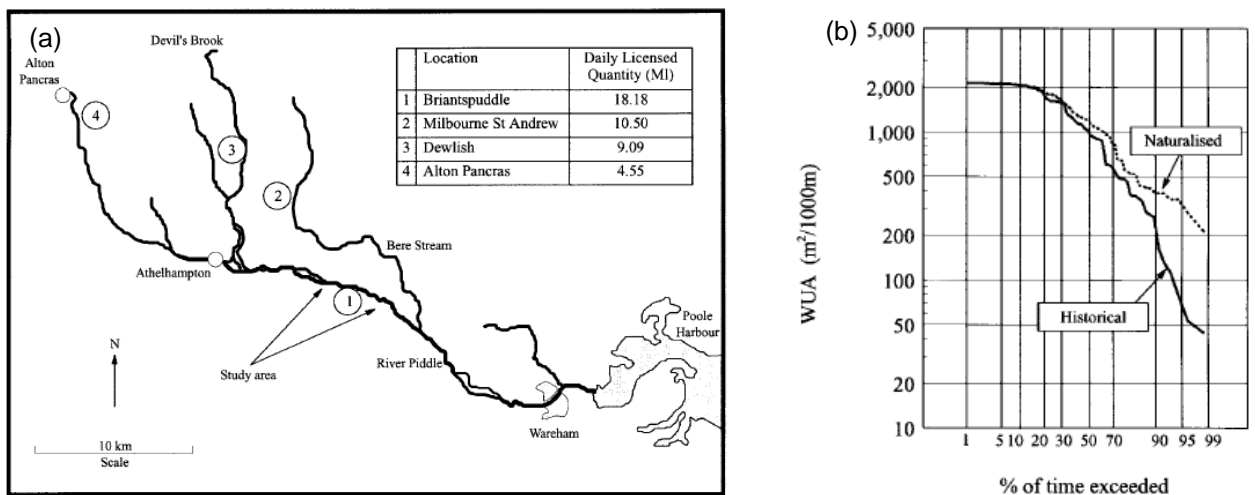 (a)
Devil's Brook
Alton
Pancras
4
3
2
Location
Daily Licensed
Quantity (Ml)
1 Briantspuddle 18.18
2 Milbourne St Andrew 10.50
3 Dewlish 9.09
4 Alton Pancras 4.55
Bere Stream
Athelhampton
1
Poole
Harbour
N
Study area
River Piddle
Wareham
10 km
Scale
(b)
5,000
2,000
1,000
500
200
100
50
20
10
WUA (m²/1000m)
Naturalised
Historical
1 5 10 20 30 50 70 90 95 99
% of time exceeded